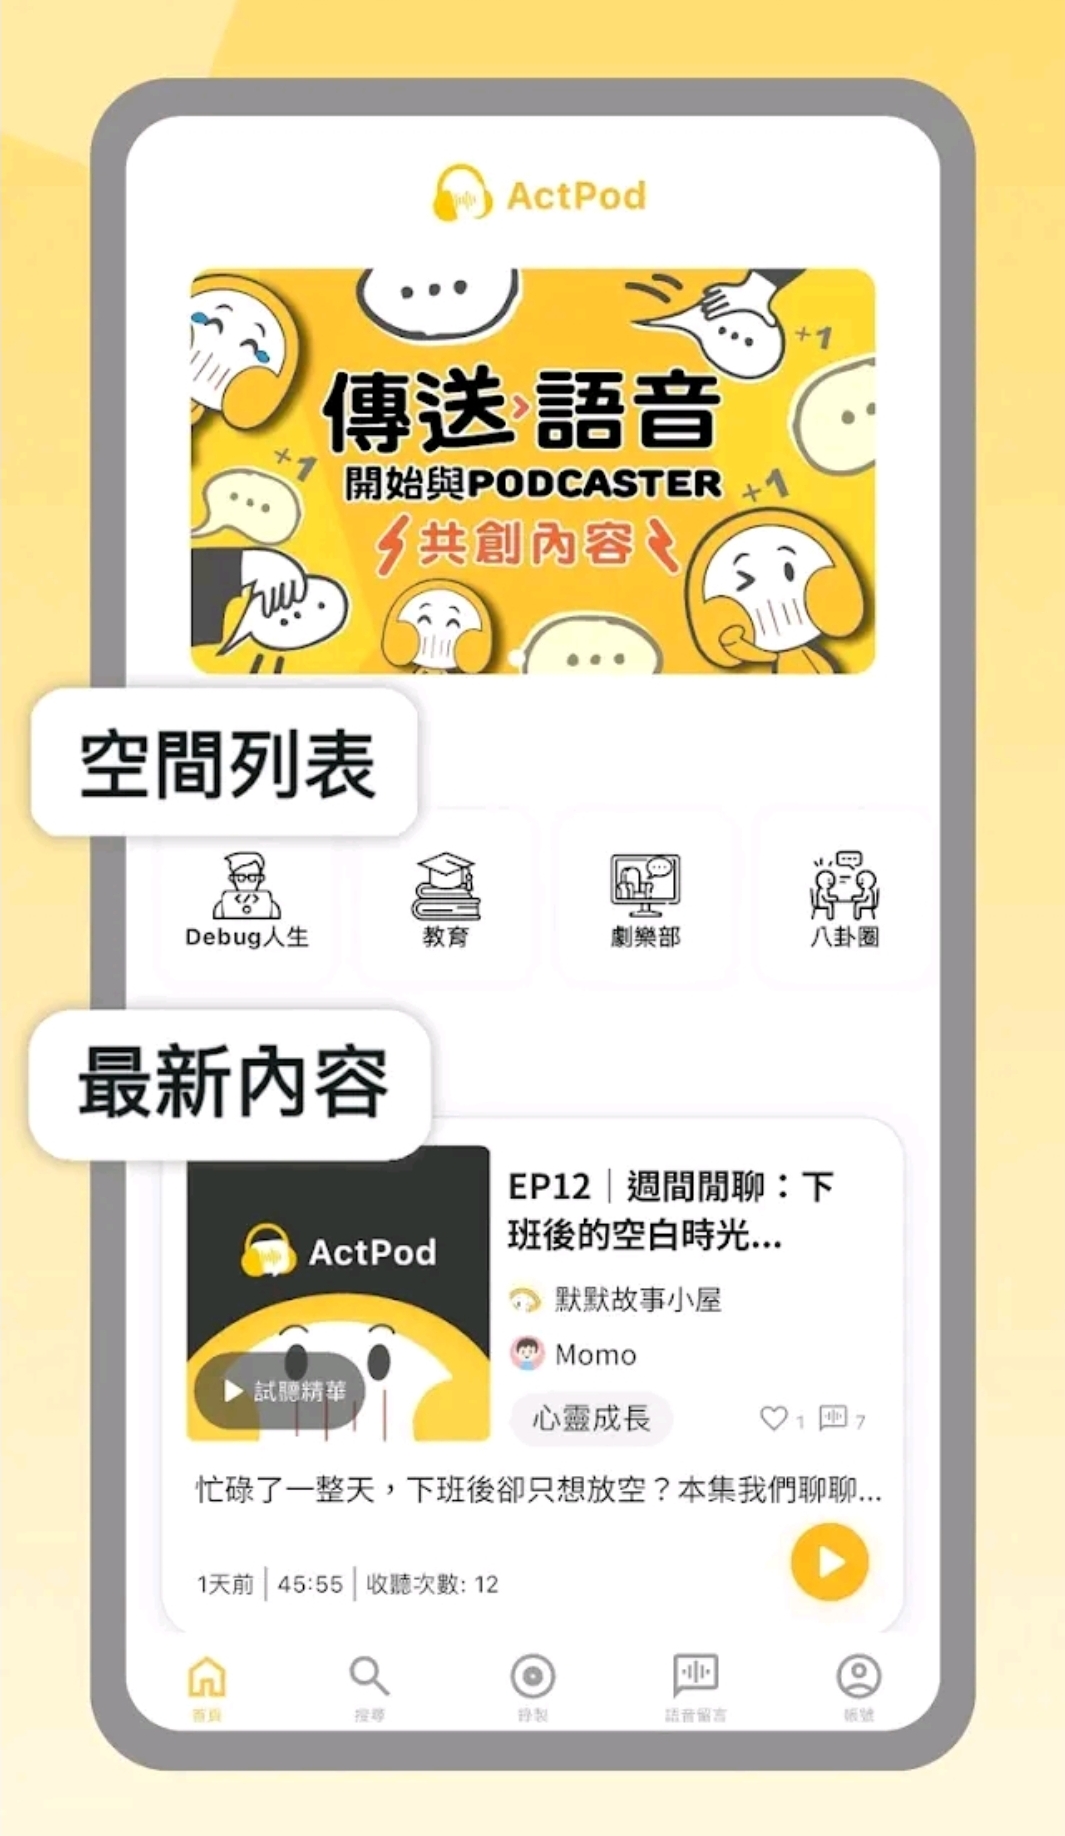 ActPod
傳送 > 語音
開始與PODCASTER
共創內容
+1
+1
+1
空間列表
Debug人生
教育
劇樂部
八卦圈
最新內容
ActPod
試聽精華
EP12｜週間閒聊：下
班後的空白時光...
默默故事小屋
Momo
心靈成長
1
7
忙碌了一整天，下班後卻只想放空？本集我們聊聊...
1天前 | 45:55 | 收聽次數: 12
首頁
搜尋
錄製
語音留言
帳號